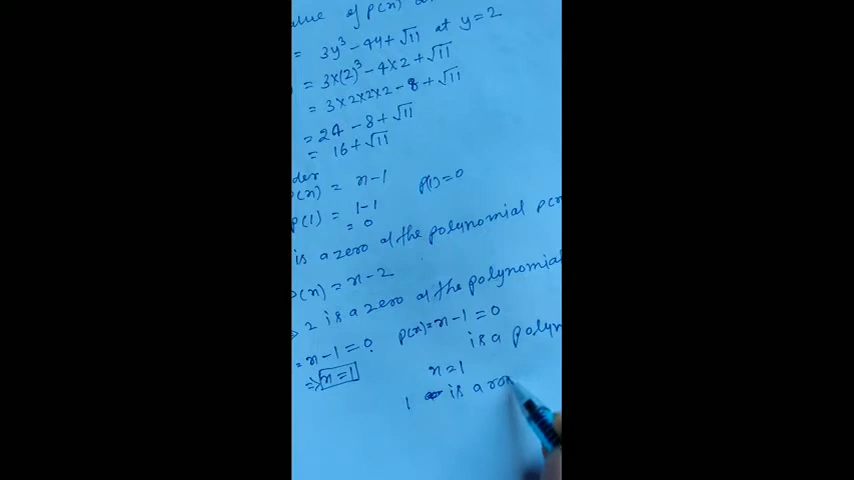 value of p(x)
= 3y³ - 4y + √11 at y = 2
= 3×(2)³ - 4×2 + √11
= 3×2×2×2 - 8 + √11
= 24 - 8 + √11
= 16 + √11
p(x) = x-1 p(1)=0
p(1) = 1-1
= 0
is a zero of the polynomial p(x
p(x) = x-2
2 is a zero of the polynomial
= x-1 = 0. p(x) = x-1 = 0
is a polyn
⇒ x=1
x=1
1 is a roo